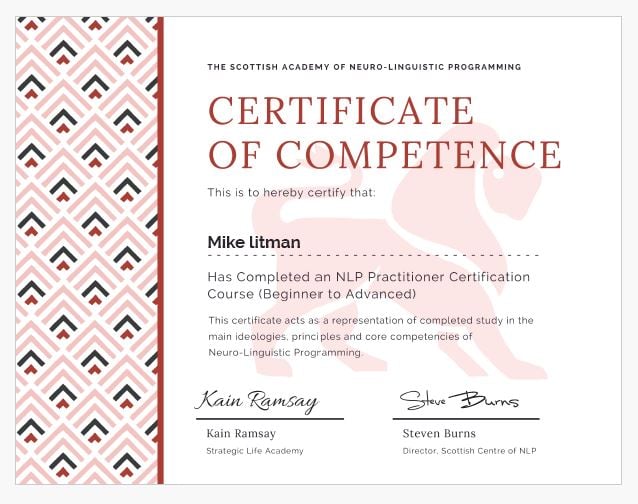 THE SCOTTISH ACADEMY OF NEURO-LINGUISTIC PROGRAMMING
CERTIFICATE
OF COMPETENCE
This is to hereby certify that:
Mike litman
Has Completed an NLP Practitioner Certification
Course (Beginner to Advanced)
This certificate acts as a representation of completed study in the
main ideologies, principles and core competencies of
Neuro-Linguistic Programming.
Kain Ramsay
Steve Burns
Kain Ramsay
Steven Burns
Strategic Life Academy
Director, Scottish Centre of NLP